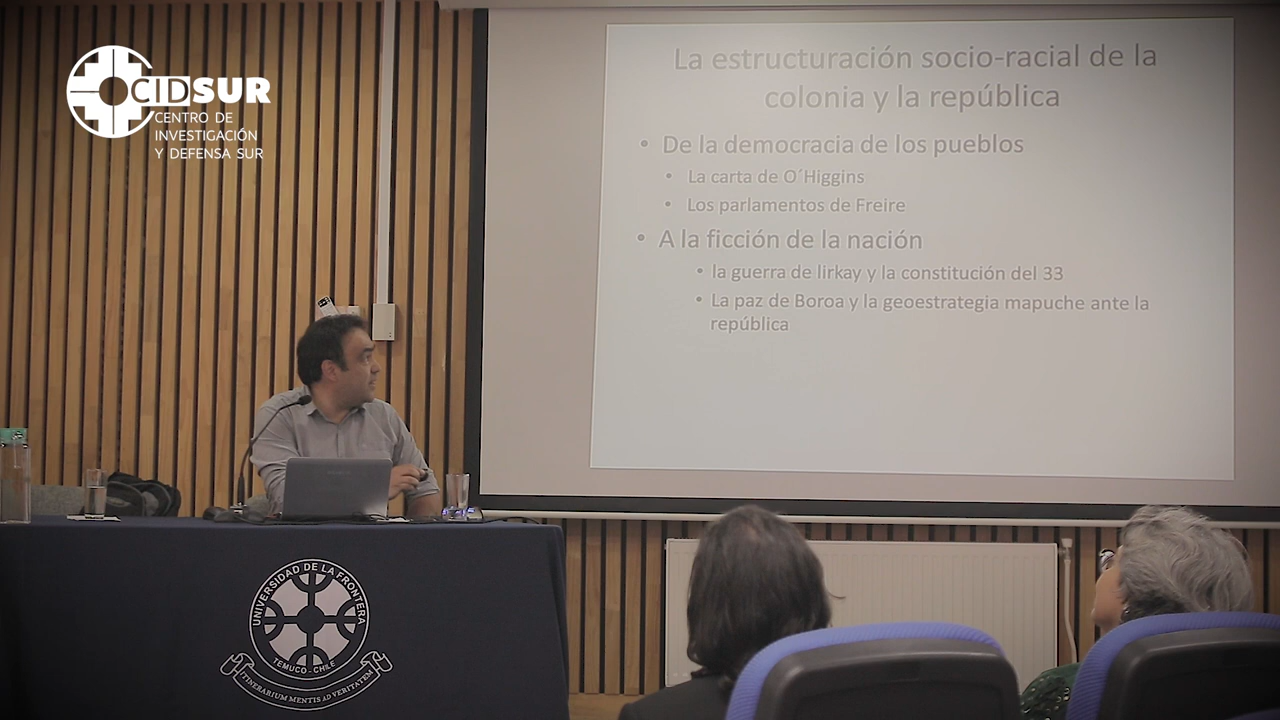 CIDSUR
CENTRO DE
INVESTIGACIÓN
Y DEFENSA SUR
La estructuración socio-racial de la
colonia y la república
• De la democracia de los pueblos
• La carta de O´Higgins
• Los parlamentos de Freire
• A la ficción de la nación
• la guerra de lirkay y la constitución del 33
• La paz de Boroa y la geoestrategia mapuche ante la
república
UNIVERSIDAD DE LA FRONTERA
TEMUCO - CHILE
ITINERARIUM MENTIS AD VERITATEM